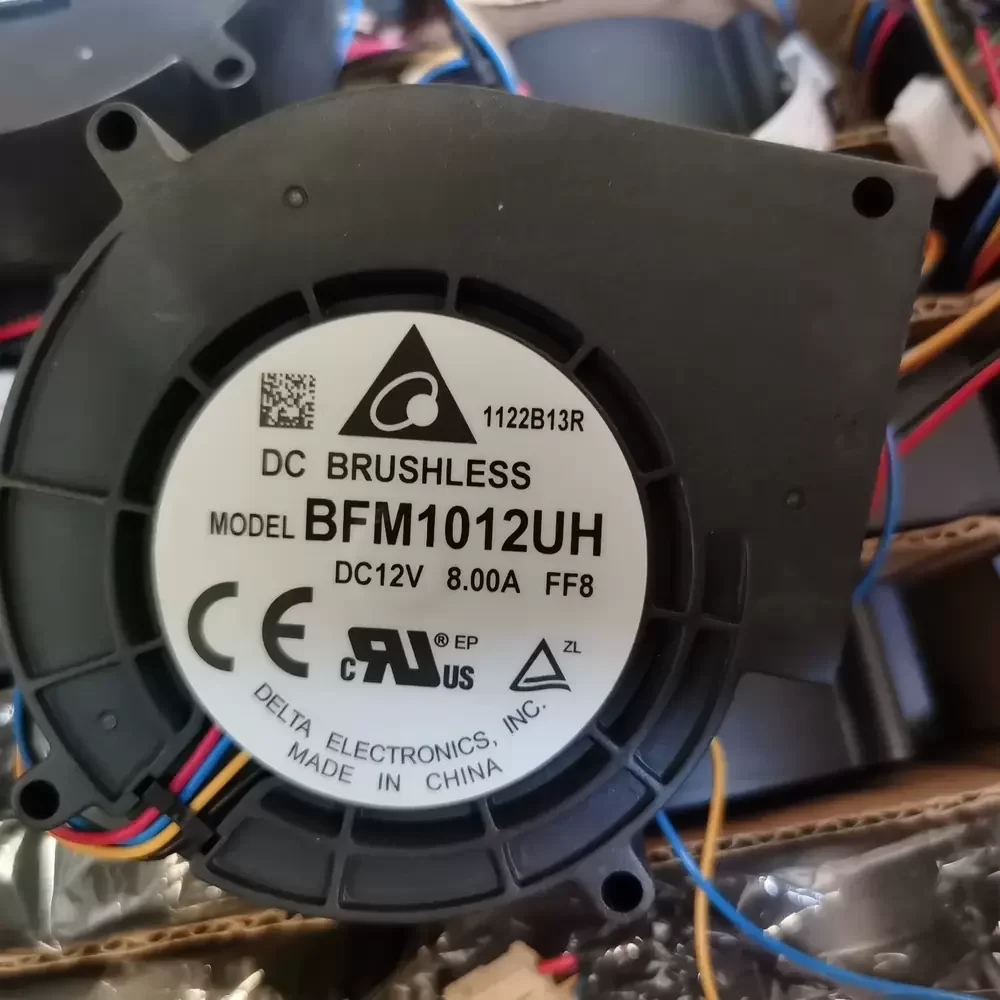 1122B13R
DC BRUSHLESS
MODEL BFM1012UH
DC12V 8.00A FF8
CE
c RU ® US EP
ZL
DELTA ELECTRONICS, INC.
MADE IN CHINA